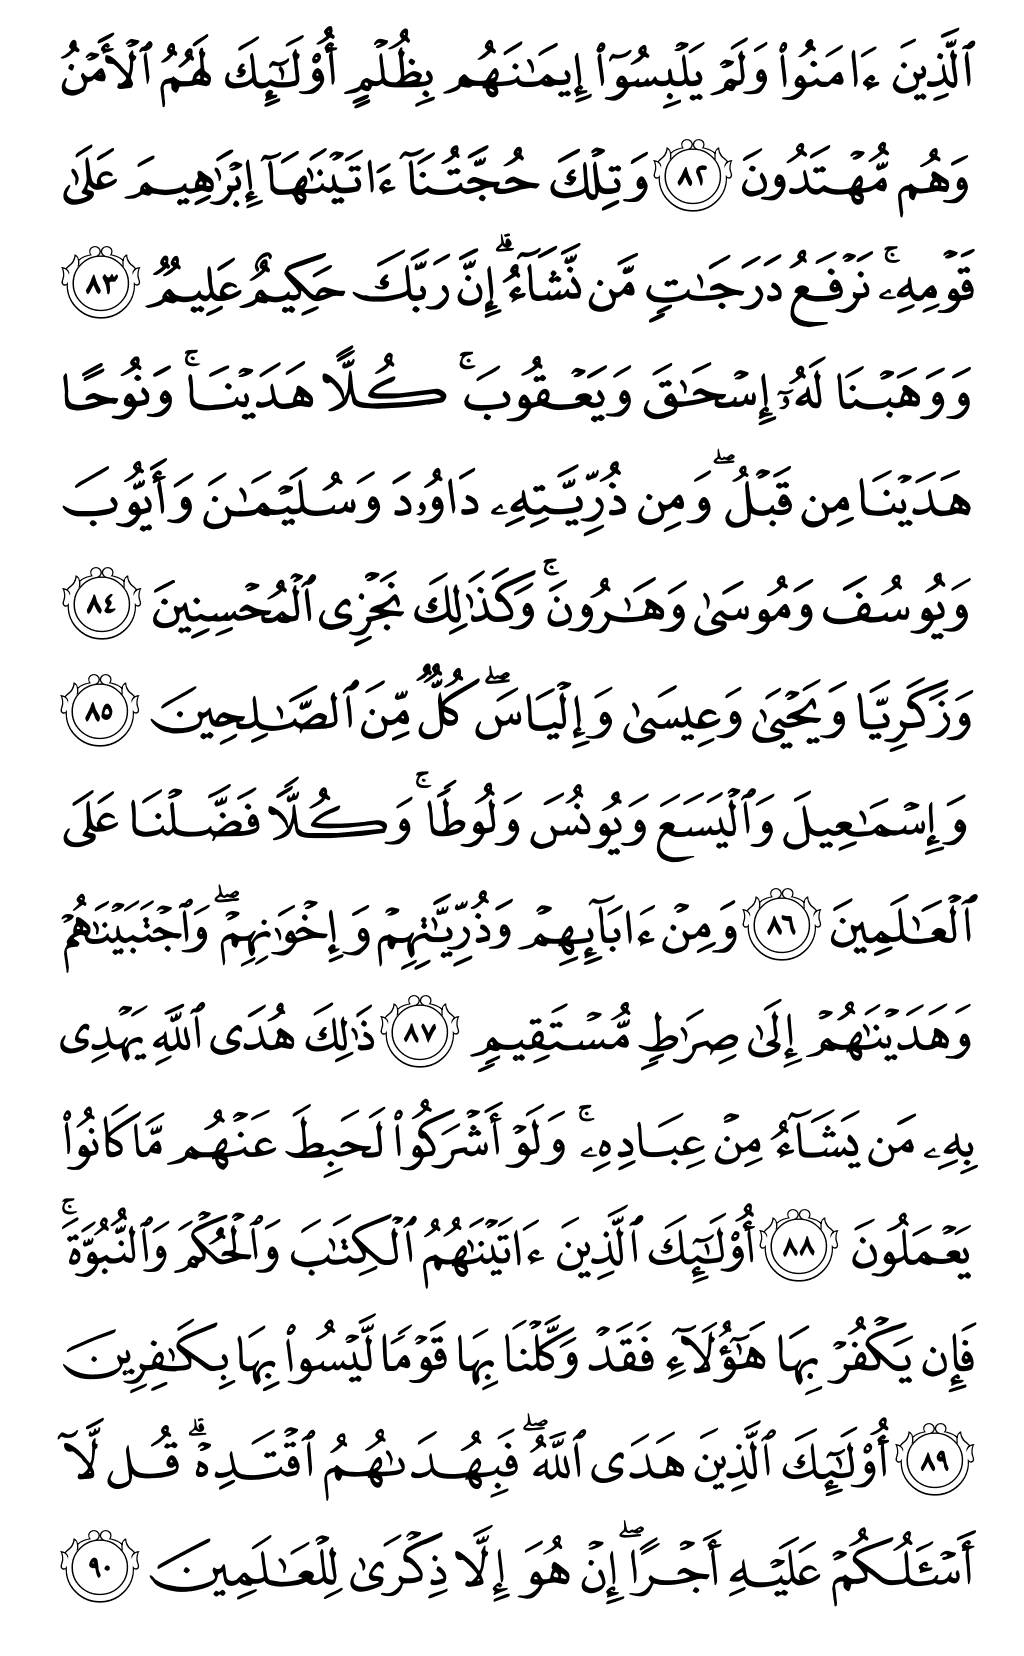 ٱلَّذِينَ ءَامَنُوا۟ وَلَمْ يَلْبِسُوٓا۟ إِيمَـٰنَهُم بِظُلْمٍ أُو۟لَـٰٓئِكَ لَهُمُ ٱلْأَمْنُ
وَهُم مُّهْتَدُونَ ٨٢ وَتِلْكَ حُجَّتُنَآ ءَاتَيْنَـٰهَآ إِبْرَٰهِيمَ عَلَىٰ
قَوْمِهِۦ ۚ نَرْفَعُ دَرَجَـٰتٍ مَّن نَّشَآءُ ۗ إِنَّ رَبَّكَ حَكِيمٌ عَلِيمٌ ٨٣
وَوَهَبْنَا لَهُۥٓ إِسْحَـٰقَ وَيَعْقُوبَ ۚ كُلًّا هَدَيْنَا ۚ وَنُوحًا
هَدَيْنَا مِن قَبْلُ ۖ وَمِن ذُرِّيَّتِهِۦ دَاوُۥدَ وَسُلَيْمَـٰنَ وَأَيُّوبَ
وَيُوسُفَ وَمُوسَىٰ وَهَـٰرُونَ ۚ وَكَذَٰلِكَ نَجْزِى ٱلْمُحْسِنِينَ ٨٤
وَزَكَرِيَّا وَيَحْيَىٰ وَعِيسَىٰ وَإِلْيَاسَ ۖ كُلٌّ مِّنَ ٱلصَّـٰلِحِينَ ٨٥
وَإِسْمَـٰعِيلَ وَٱلْيَسَعَ وَيُونُسَ وَلُوطًا ۚ وَكُلًّا فَضَّلْنَا عَلَى
ٱلْعَـٰلَمِينَ ٨٦ وَمِنْ ءَابَآئِهِمْ وَذُرِّيَّـٰتِهِمْ وَإِخْوَٰنِهِمْ ۖ وَٱجْتَبَيْنَـٰهُمْ
وَهَدَيْنَـٰهُمْ إِلَىٰ صِرَٰطٍ مُّسْتَقِيمٍ ٨٧ ذَٰلِكَ هُدَى ٱللَّهِ يَهْدِى
بِهِۦ مَن يَشَآءُ مِنْ عِبَادِهِۦ ۚ وَلَوْ أَشْرَكُوا۟ لَحَبِطَ عَنْهُم مَّا كَانُوا۟
يَعْمَلُونَ ٨٨ أُو۟لَـٰٓئِكَ ٱلَّذِينَ ءَاتَيْنَـٰهُمُ ٱلْكِتَـٰبَ وَٱلْحُكْمَ وَٱلنُّبُوَّةَ ۚ
فَإِن يَكْفُرْ بِهَا هَـٰٓؤُلَآءِ فَقَدْ وَكَّلْنَا بِهَا قَوْمًا لَّيْسُوا۟ بِهَا بِكَـٰفِرِينَ
٨٩ أُو۟لَـٰٓئِكَ ٱلَّذِينَ هَدَى ٱللَّهُ ۖ فَبِهُدَىٰهُمُ ٱقْتَدِهْ ۗ قُل لَّآ
أَسْـَٔلُكُمْ عَلَيْهِ أَجْرًا ۖ إِنْ هُوَ إِلَّا ذِكْرَىٰ لِلْعَـٰلَمِينَ ٩٠